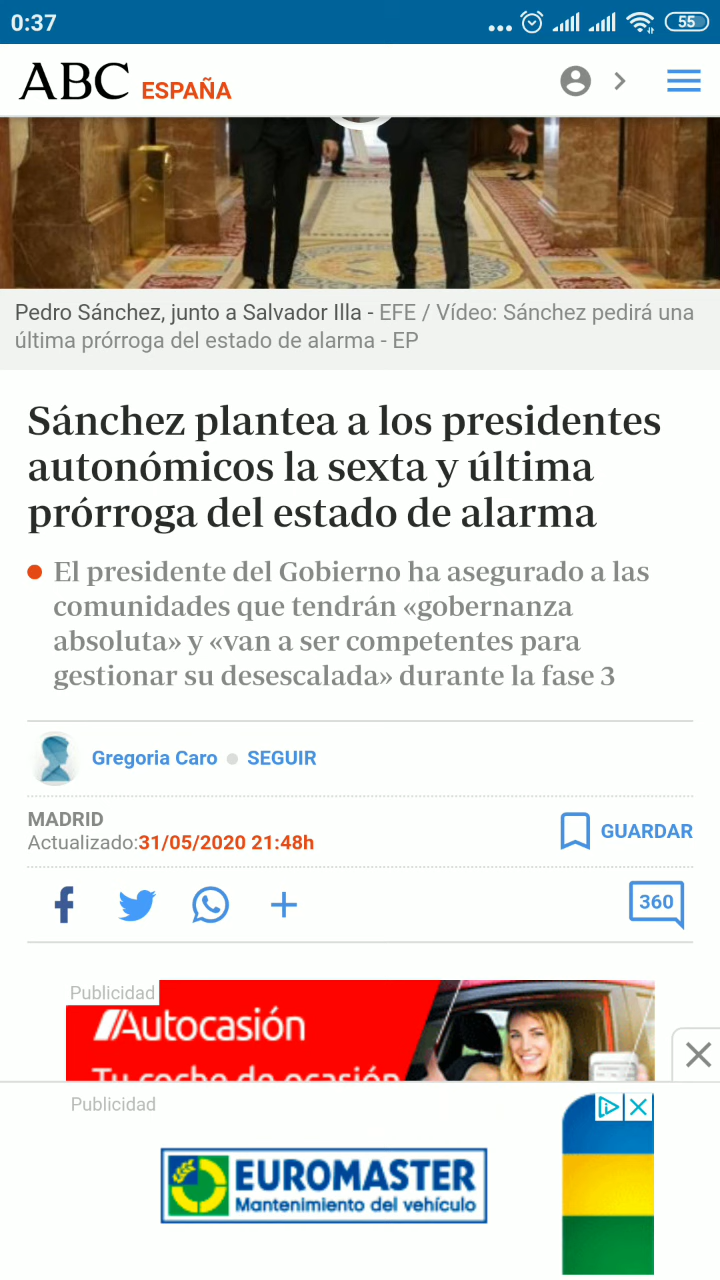 0:37
55
ABC ESPAÑA
Pedro Sánchez, junto a Salvador Illa - EFE / Vídeo: Sánchez pedirá una
última prórroga del estado de alarma - EP
Sánchez plantea a los presidentes
autonómicos la sexta y última
prórroga del estado de alarma
El presidente del Gobierno ha asegurado a las
comunidades que tendrán «gobernanza
absoluta» y «van a ser competentes para
gestionar su desescalada» durante la fase 3
Gregoria Caro SEGUIR
MADRID
Actualizado:31/05/2020 21:48h
GUARDAR
360
Publicidad
Autocasión
Tu coche de ocasión
Publicidad
EUROMASTER
Mantenimiento del vehículo